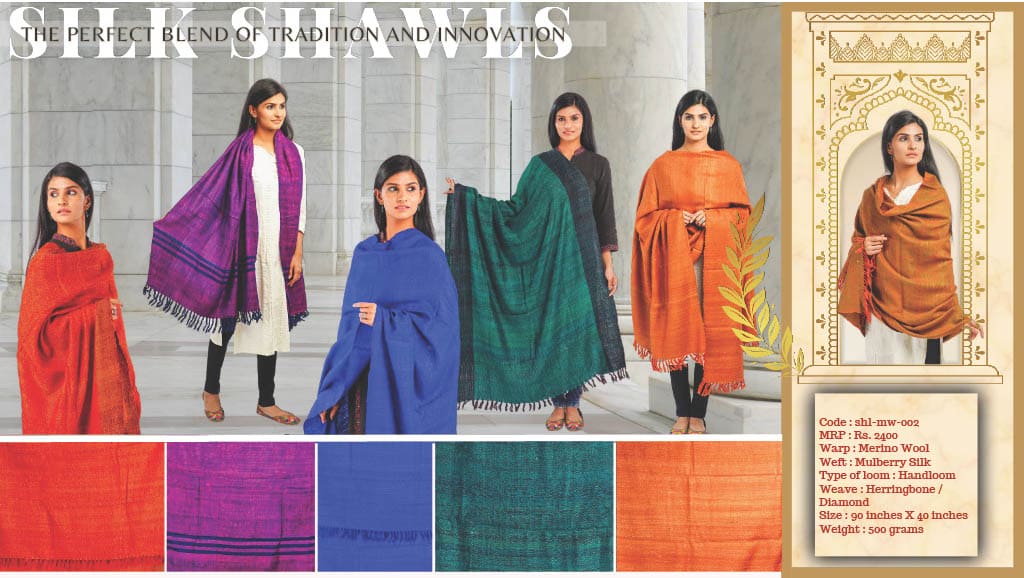 SILK SHAWLS
THE PERFECT BLEND OF TRADITION AND INNOVATION
Code : shl-mw-002
MRP : Rs. 2400
Warp : Merino Wool
Weft : Mulberry Silk
Type of loom : Handloom
Weave : Herringbone /
Diamond
Size : 90 inches X 40 inches
Weight : 500 grams